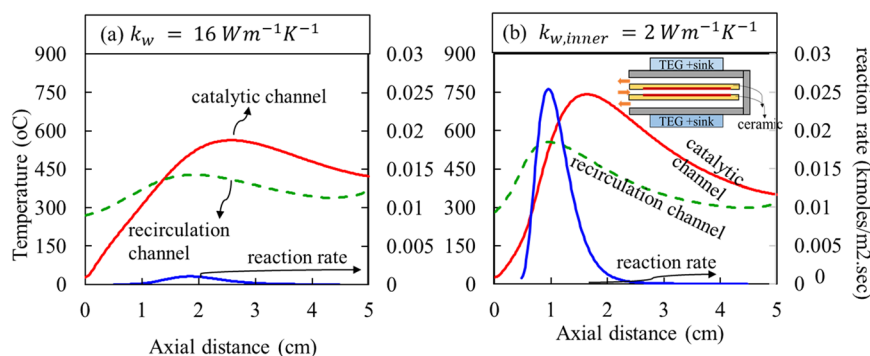 (a) k_w = 16 Wm⁻¹K⁻¹
900
750
600
450
300
150
0
Temperature (oC)
0.03
0.025
0.02
0.015
0.01
0.005
0
catalytic channel
recirculation
channel
reaction rate
0 1 2 3 4 5
Axial distance (cm)
(b) k_{w,inner} = 2 Wm⁻¹K⁻¹
900
750
600
450
300
150
0
0.03
0.025
0.02
0.015
0.01
0.005
0
0
reaction rate (kmoles/m2.sec)
TEG +sink
TEG +sink
ceramic
catalytic
channel
recirculation channel
reaction rate
0 1 2 3 4 5
Axial distance (cm)